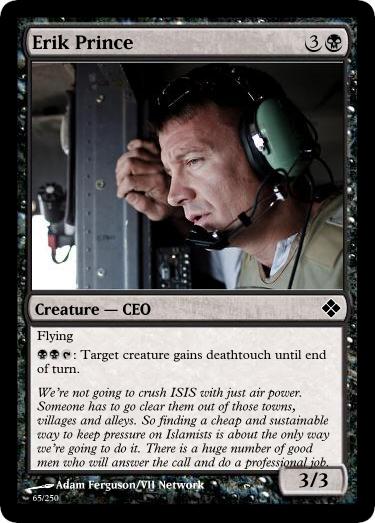 Erik Prince 3
Creature — CEO
Flying
: Target creature gains deathtouch until end
of turn.
We're not going to crush ISIS with just air power.
Someone has to go clear them out of those towns,
villages and alleys. So finding a cheap and sustainable
way to keep pressure on Islamists is about the only way
we're going to do it. There is a huge number of good
men who will answer the call and do a professional job.
Adam Ferguson/VII Network
3/3
65/250